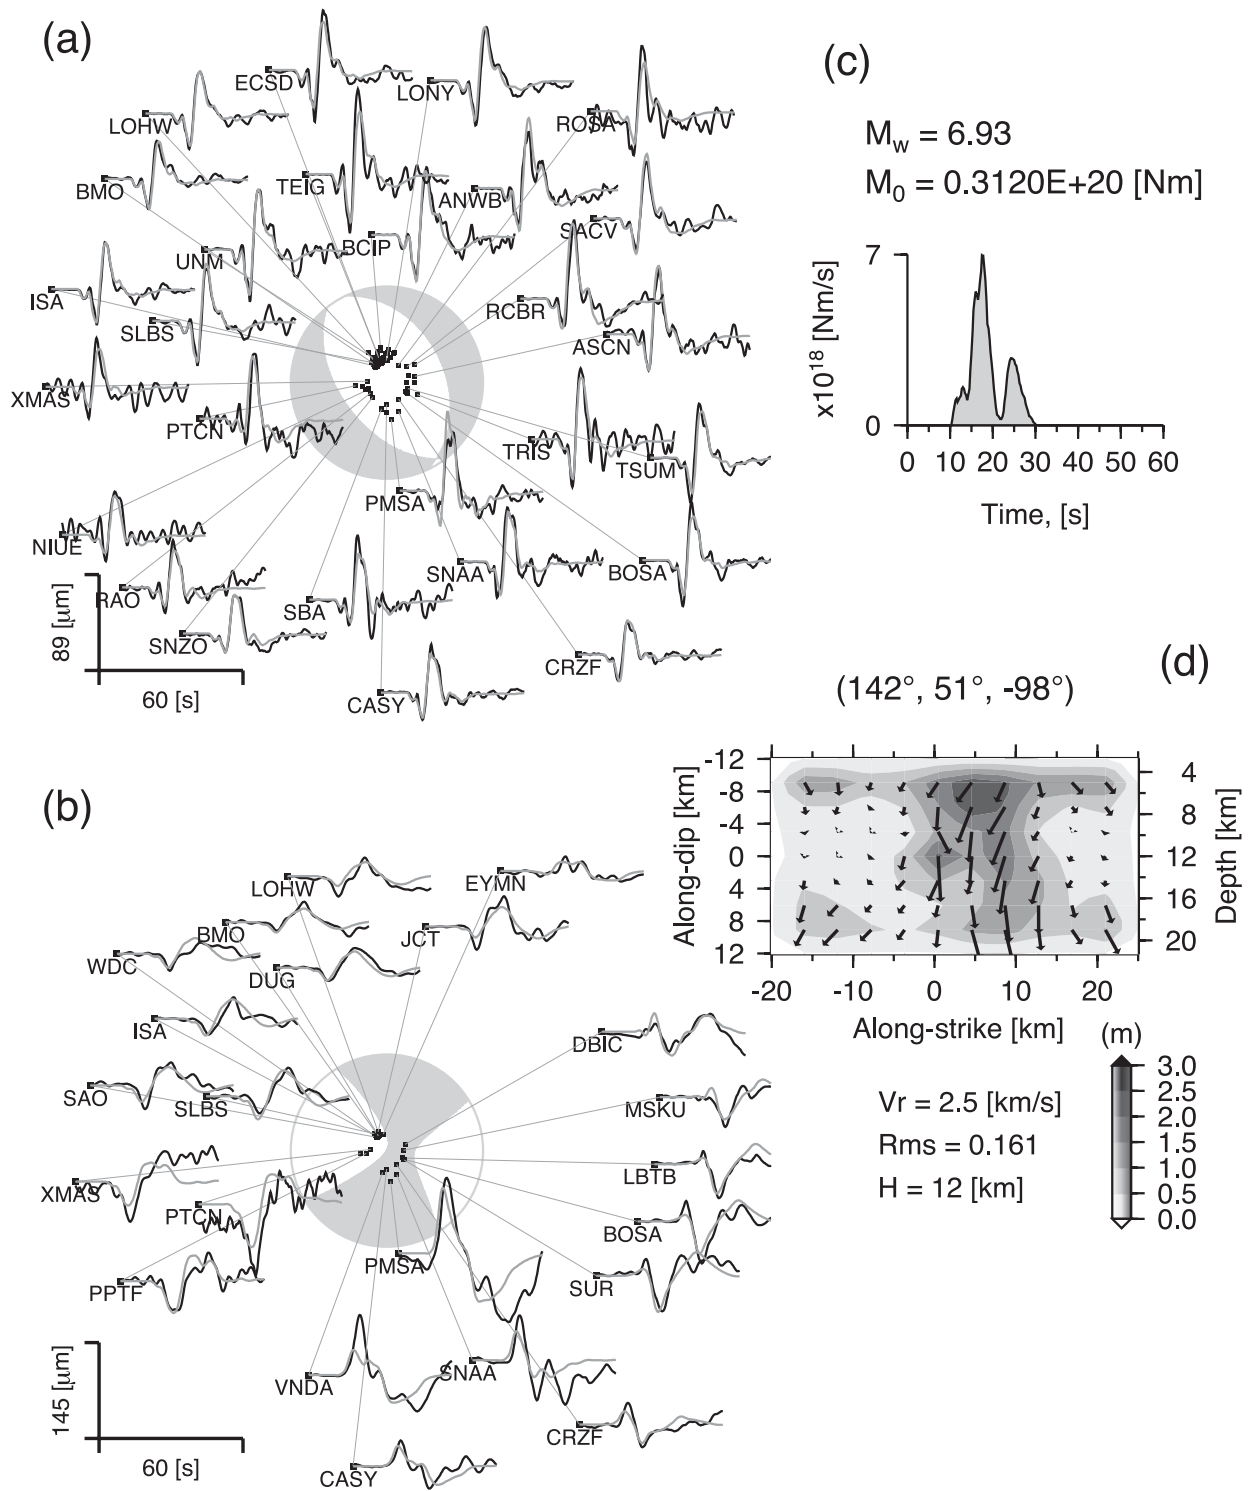 (a)
ECSD
LONY
LOHW
ROSA
BMO
TEIG
ANWB
SACV
UNM
BCIP
ISA
SLBS
RCBR
ASCN
XMAS
PTCN
TRIS
TSUM
PMSA
NIUE
SNAA
BOSA
RAO
SBA
SNZO
CRZF
CASY
89 [μm]
60 [s]
(c)
Mw = 6.93
M0 = 0.3120E+20 [Nm]
x10^18 [Nm/s]
7
0
0 10 20 30 40 50 60
Time, [s]
(d)
(142°, 51°, -98°)
Along-dip [km]
-12
-8
-4
0
4
8
12
4
8
12
16
20
Depth [km]
-20 -10 0 10 20
Along-strike [km]
(m)
3.0
2.5
2.0
1.5
1.0
0.5
0.0
Vr = 2.5 [km/s]
Rms = 0.161
H = 12 [km]
(b)
LOHW
EYMN
BMO
JCT
WDC
DUG
ISA
DBIC
SAO
SLBS
MSKU
XMAS
LBTB
PTCN
BOSA
PMSA
PPTF
SUR
VNDA
SNAA
CRZF
CASY
145 [μm]
60 [s]